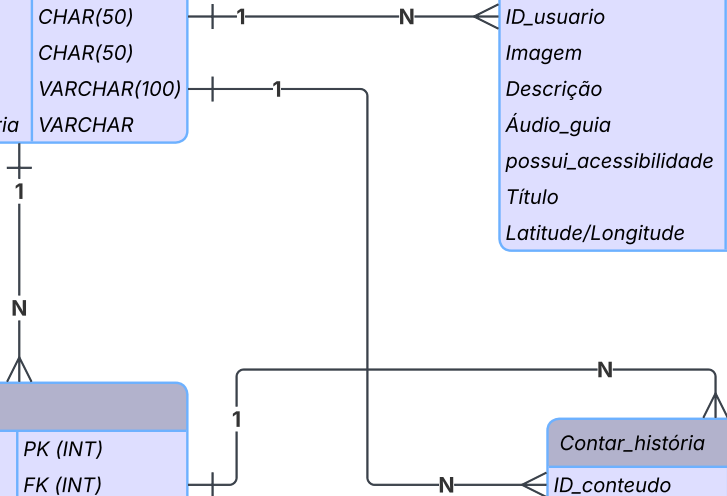 CHAR(50)
1
N
ID_usuario
CHAR(50)
Imagem
VARCHAR(100)
1
Descrição
ria
VARCHAR
Áudio_guia
possui_acessibilidade
1
Título
Latitude/Longitude
N
N
1
Contar_história
PK (INT)
FK (INT)
N
ID_conteudo